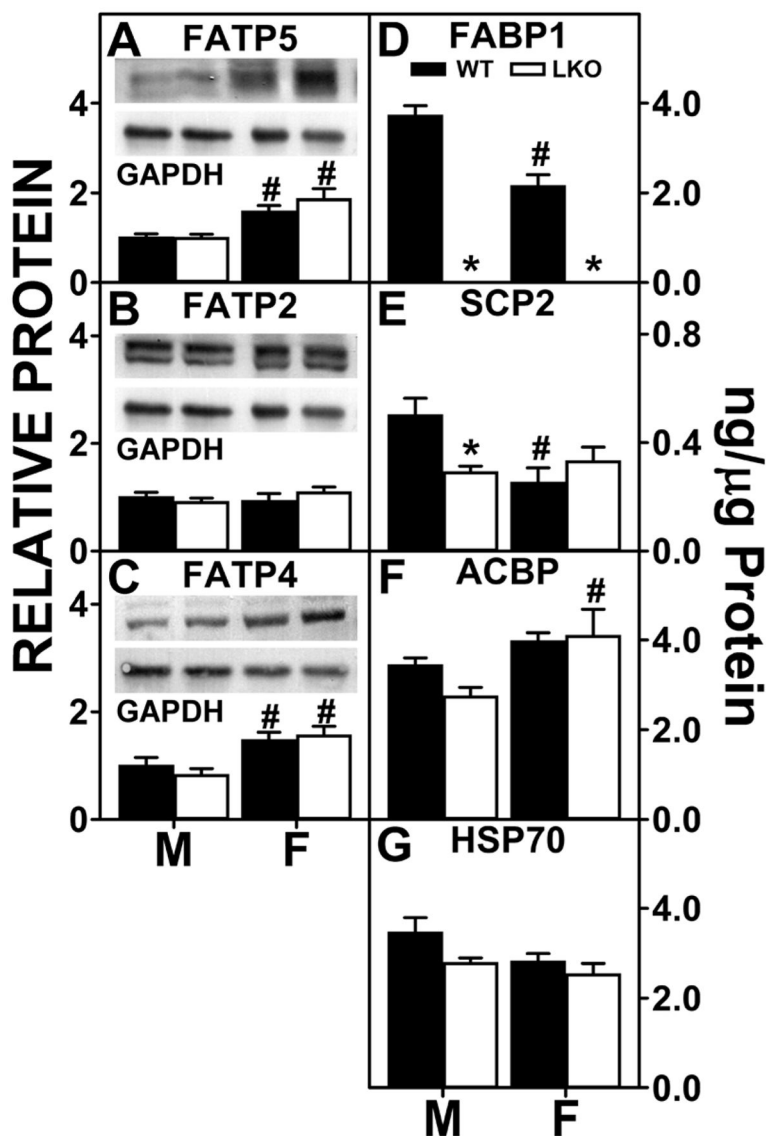 RELATIVE PROTEIN
A FATP5
4
GAPDH
# #
2
0
B FATP2
4
GAPDH
2
0
C FATP4
4
GAPDH
# #
2
0
M F
D FABP1
WT LKO
4.0
#
2.0
* *
0.0
E SCP2
0.8
* #
0.4
0.0
F ACBP
#
4.0
2.0
0.0
G HSP70
4.0
2.0
0.0
M F
ng/µg Protein